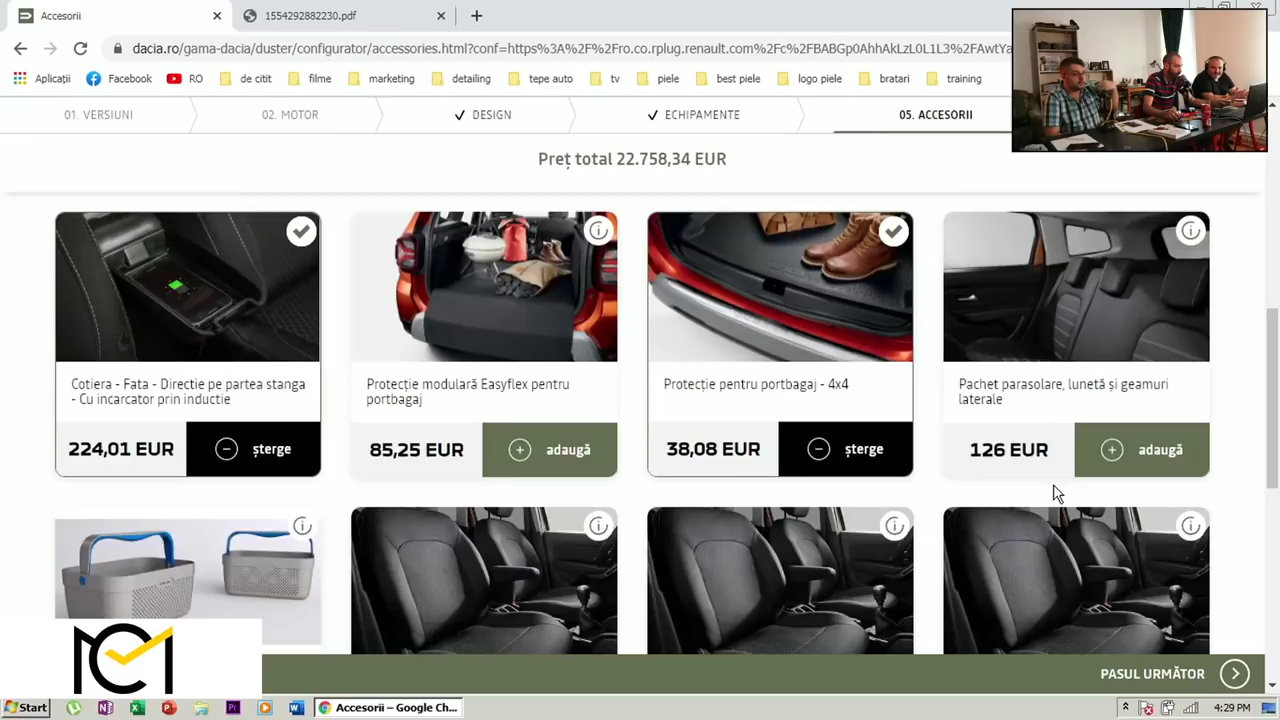 Accesorii
1554292882230.pdf
dacia.ro/gama-dacia/duster/configurator/accessories.html?conf=https%3A%2F%2Fro.co.rplug.renault.com%2Fc%2FBABGp0AhhAkLzL0L1L3%2FAwtYa
Aplicații Facebook RO de citit filme marketing detailing tepe auto tv piele best piele logo piele bratari training
01. VERSIUNI 02. MOTOR DESIGN ECHIPAMENTE 05. ACCESORII
Preț total 22.758,34 EUR
Cotiera - Fata - Directie pe partea stanga
- Cu incarcator prin inductie
224,01 EUR șterge
Protecție modulară Easyflex pentru
portbagaj
85,25 EUR adaugă
Protecție pentru portbagaj - 4x4
38,08 EUR șterge
Pachet parasolare, lunetă și geamuri
laterale
126 EUR adaugă
MC
PASUL URMĂTOR
Start
Accesorii – Google Ch...
4:29 PM